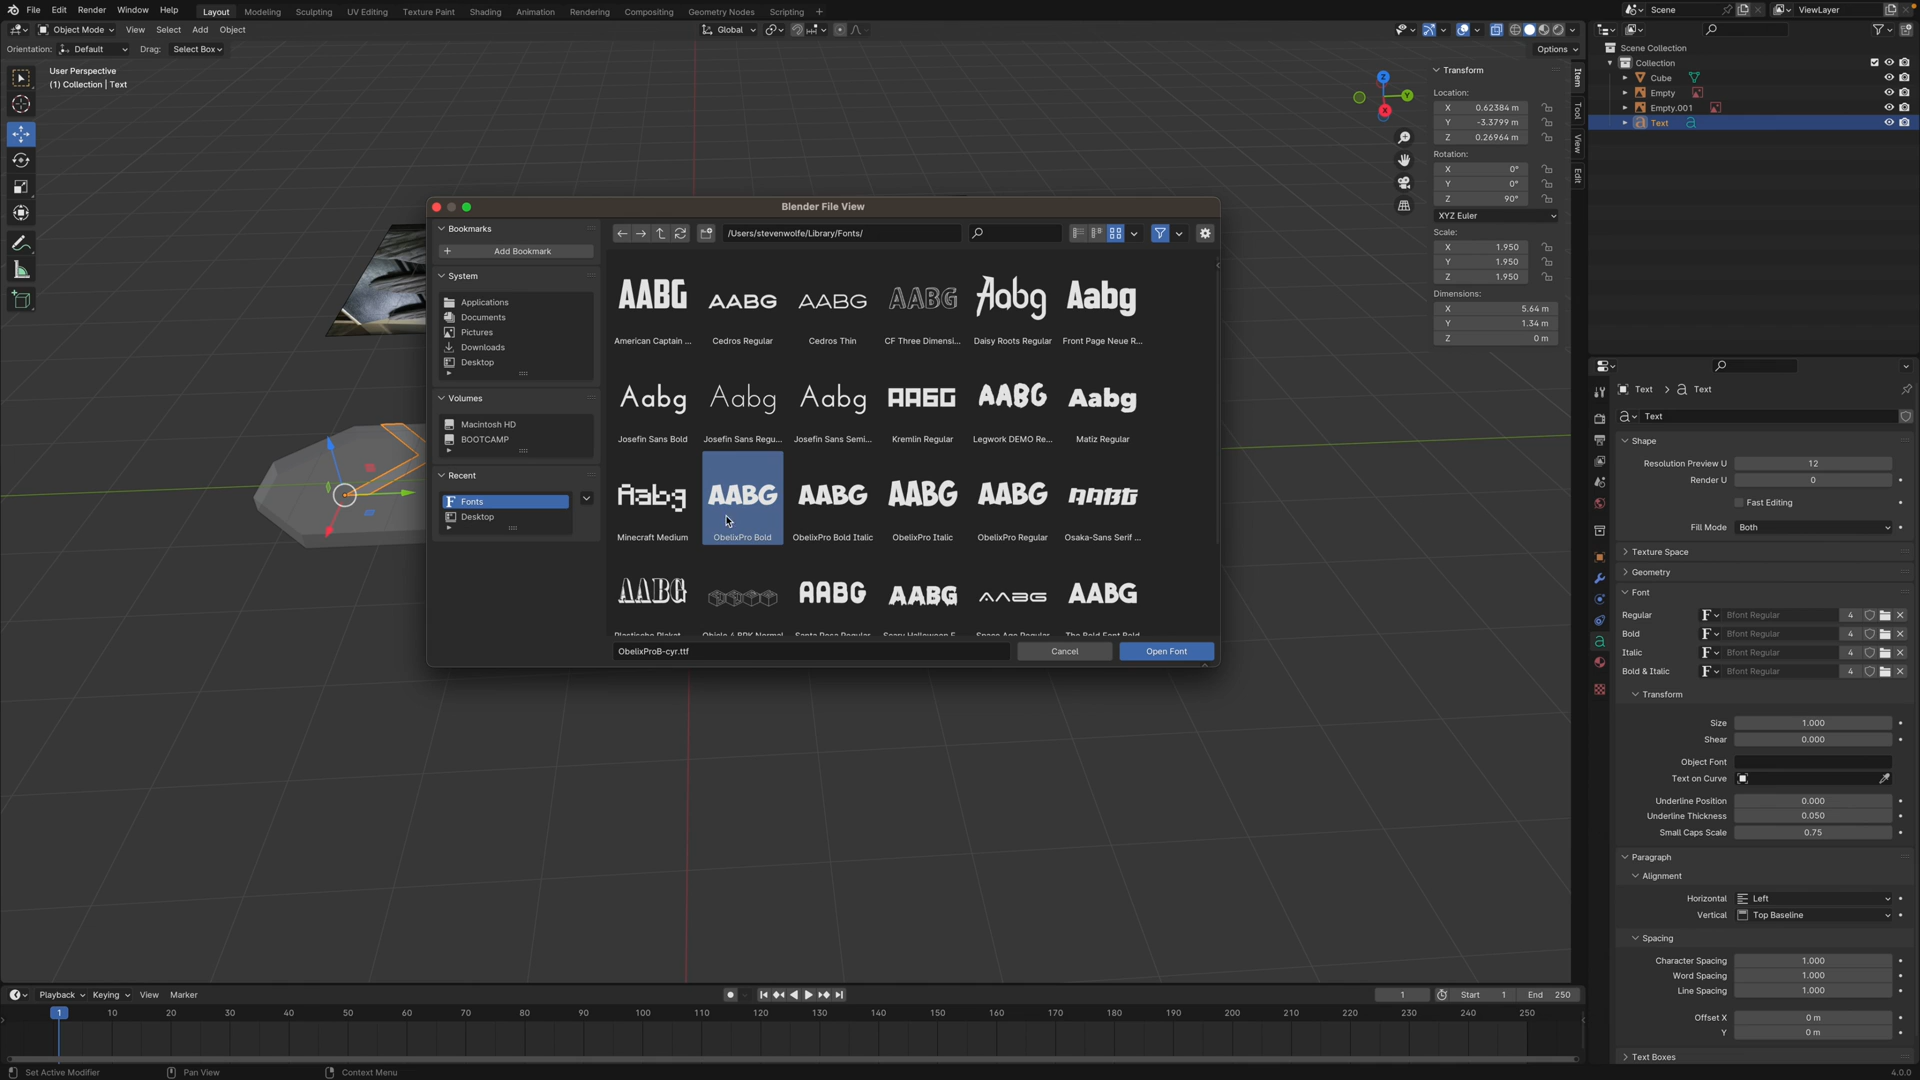 File Edit Render Window Help Layout Modeling Sculpting UV Editing Texture Paint Shading Animation Rendering Compositing Geometry Nodes Scripting + Scene ViewLayer
Object Mode View Select Add Object Global
Orientation: Default Drag: Select Box Options
User Perspective
(1) Collection | Text
Z
Y
X
Item
Tool
View
Edit
Transform
Location:
X 0.62384 m
Y -3.3799 m
Z 0.26964 m
Rotation:
X 0°
Y 0°
Z 90°
XYZ Euler
Scale:
X 1.950
Y 1.950
Z 1.950
Dimensions:
X 5.64 m
Y 1.34 m
Z 0 m
Scene Collection
Collection
Cube
Empty
Empty.001
Text
Blender File View
Bookmarks
Add Bookmark
System
Applications
Documents
Pictures
Downloads
Desktop
Volumes
Macintosh HD
BOOTCAMP
Recent
Fonts
Desktop
/Users/stevenwolfe/Library/Fonts/
AABG AABG AABG AABG Aabg Aabg
American Captain ... Cedros Regular Cedros Thin CF Three Dimensi... Daisy Roots Regular Front Page Neue R...
Aabg Aabg Aabg AABG AABG Aabg
Josefin Sans Bold Josefin Sans Regu... Josefin Sans Semi... Kremlin Regular Legwork DEMO Re... Matiz Regular
Aabg AABG AABG AABG AABG AABG
Minecraft Medium ObelixPro Bold ObelixPro Bold Italic ObelixPro Italic ObelixPro Regular Osaka-Sans Serif ...
AABG AABG AABG AABG AABG
ObelixProB-cyr.ttf Cancel Open Font
Text > Text
Text
Shape
Resolution Preview U 12
Render U 0
Fast Editing
Fill Mode Both
Texture Space
Geometry
Font
Regular Bfont Regular 4
Bold Bfont Regular 4
Italic Bfont Regular 4
Bold & Italic Bfont Regular 4
Transform
Size 1.000
Shear 0.000
Object Font
Text on Curve
Underline Position 0.000
Underline Thickness 0.050
Small Caps Scale 0.75
Paragraph
Alignment
Horizontal Left
Vertical Top Baseline
Spacing
Character Spacing 1.000
Word Spacing 1.000
Line Spacing 1.000
Offset X 0 m
Y 0 m
Text Boxes
Playback Keying View Marker 1 Start 1 End 250
1 10 20 30 40 50 60 70 80 90 100 110 120 130 140 150 160 170 180 190 200 210 220 230 240 250
Set Active Modifier Pan View Context Menu 4.0.0